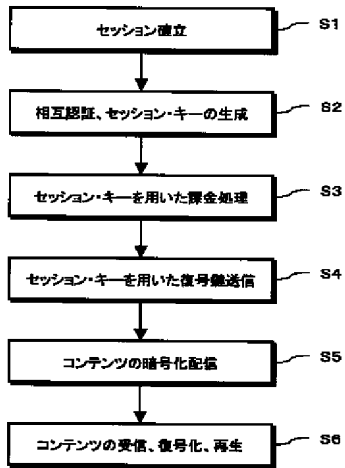 セッション確立
S1
相互認証、セッション・キーの生成
S2
セッション・キーを用いた課金処理
S3
セッション・キーを用いた復号鍵送信
S4
コンテンツの暗号化配信
S5
コンテンツの受信、復号化、再生
S6